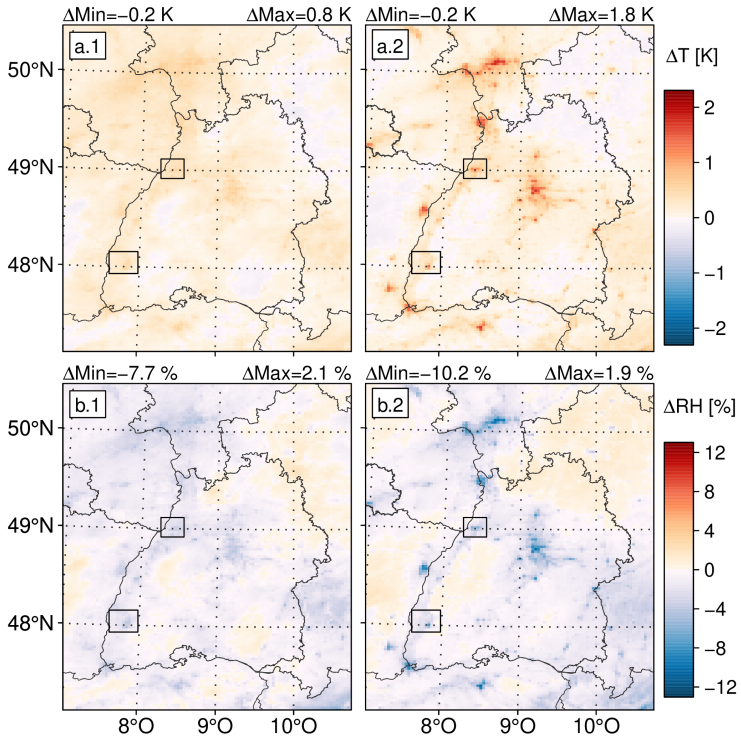 ΔMin=−0.2 K ΔMax=0.8 K ΔMin=−0.2 K ΔMax=1.8 K
a.1 a.2
ΔT [K]
50°N
49°N
48°N
2
1
0
−1
−2
ΔMin=−7.7 % ΔMax=2.1 % ΔMin=−10.2 % ΔMax=1.9 %
b.1 b.2
ΔRH [%]
50°N
49°N
48°N
12
8
4
0
−4
−8
−12
8°O 9°O 10°O 8°O 9°O 10°O